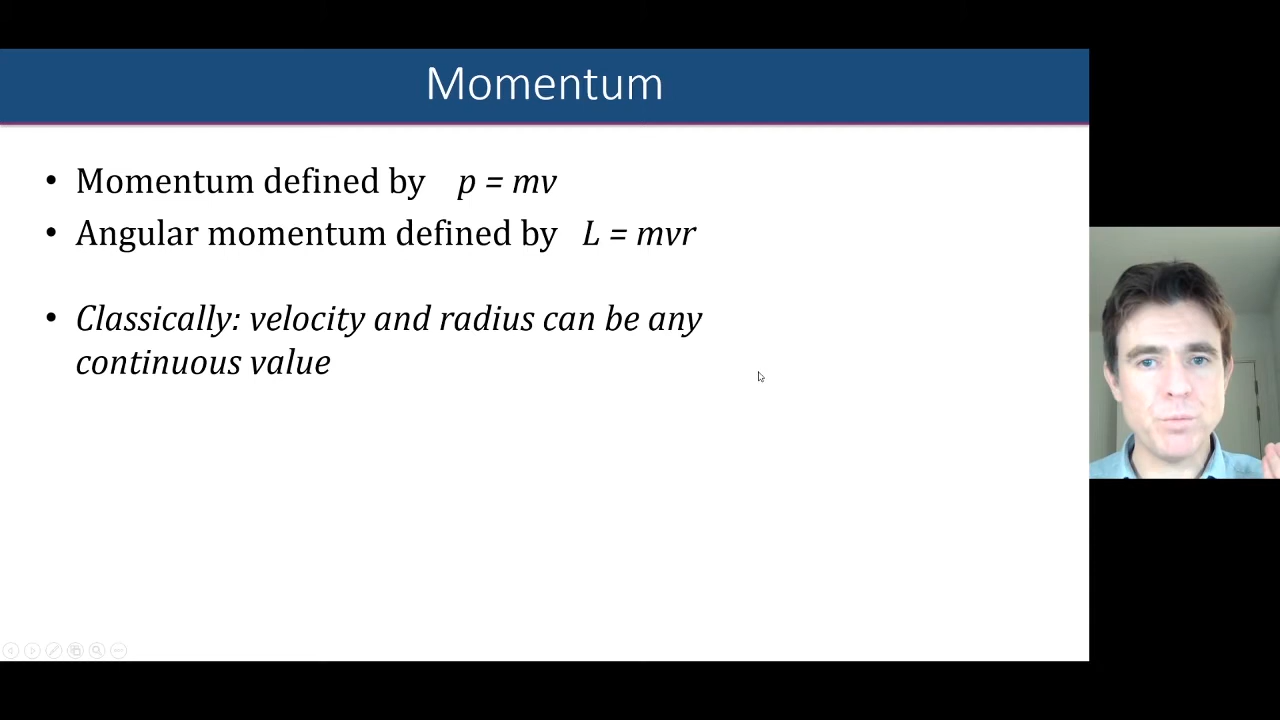 Momentum
• Momentum defined by p = mv
• Angular momentum defined by L = mvr
• Classically: velocity and radius can be any
continuous value